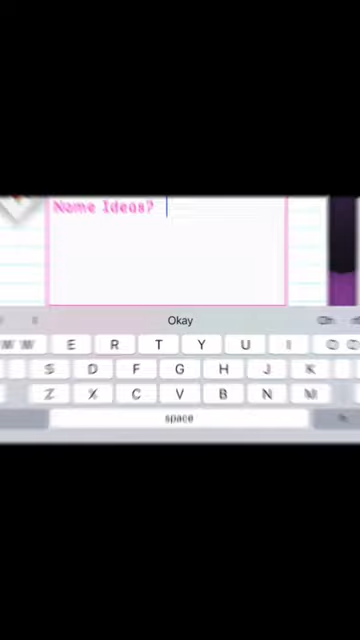 Name Ideas?
Okay
E R T Y U I
S D F G H J K
Z X C V B N M
space